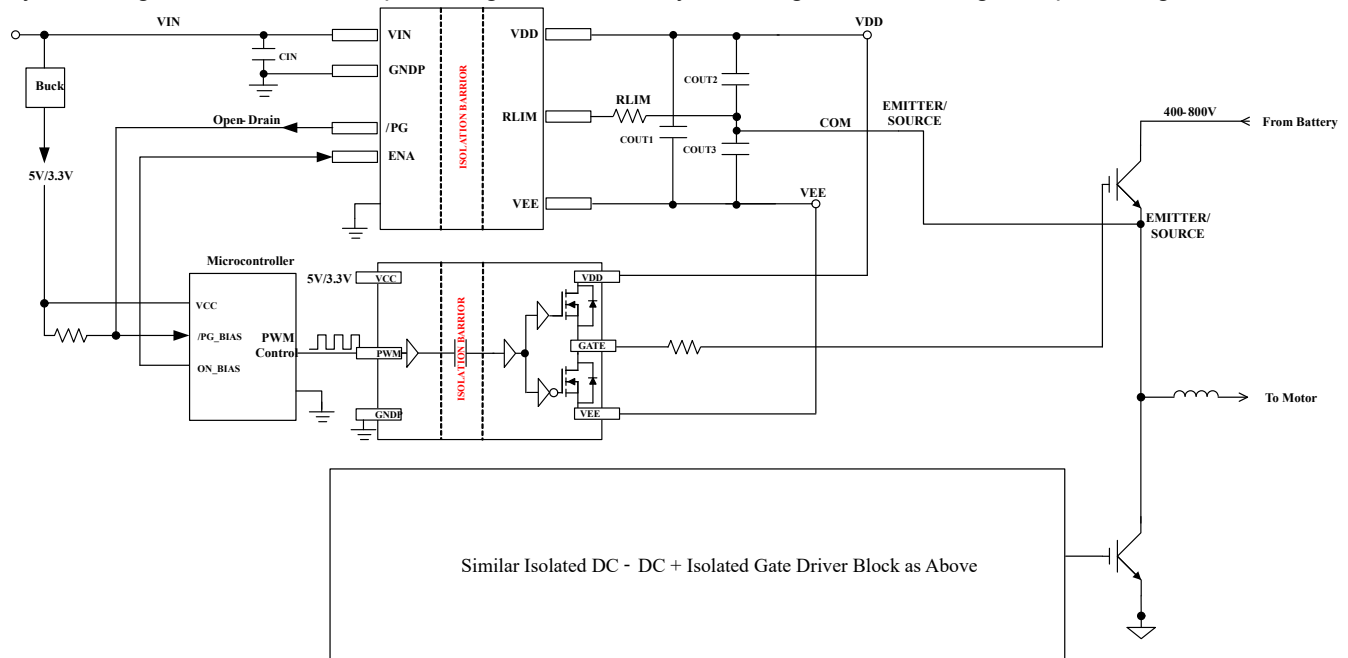 VIN
VDD
VIN
VDD
CIN
GNDP
Buck
COUT2
RLIM
EMITTER/
SOURCE
400-800V
From Battery
Open-Drain
/PG
RLIM
COM
COUT1
COUT3
ISOLATION BARRIER
ENA
5V/3.3V
VEE
VEE
EMITTER/
SOURCE
Microcontroller
5V/3.3V
VCC
VDD
VCC
ISOLATION BARRIER
/PG_BIAS
PWM
Control
PWM
GATE
ON_BIAS
To Motor
GNDP
VEE
Similar Isolated DC - DC + Isolated Gate Driver Block as Above